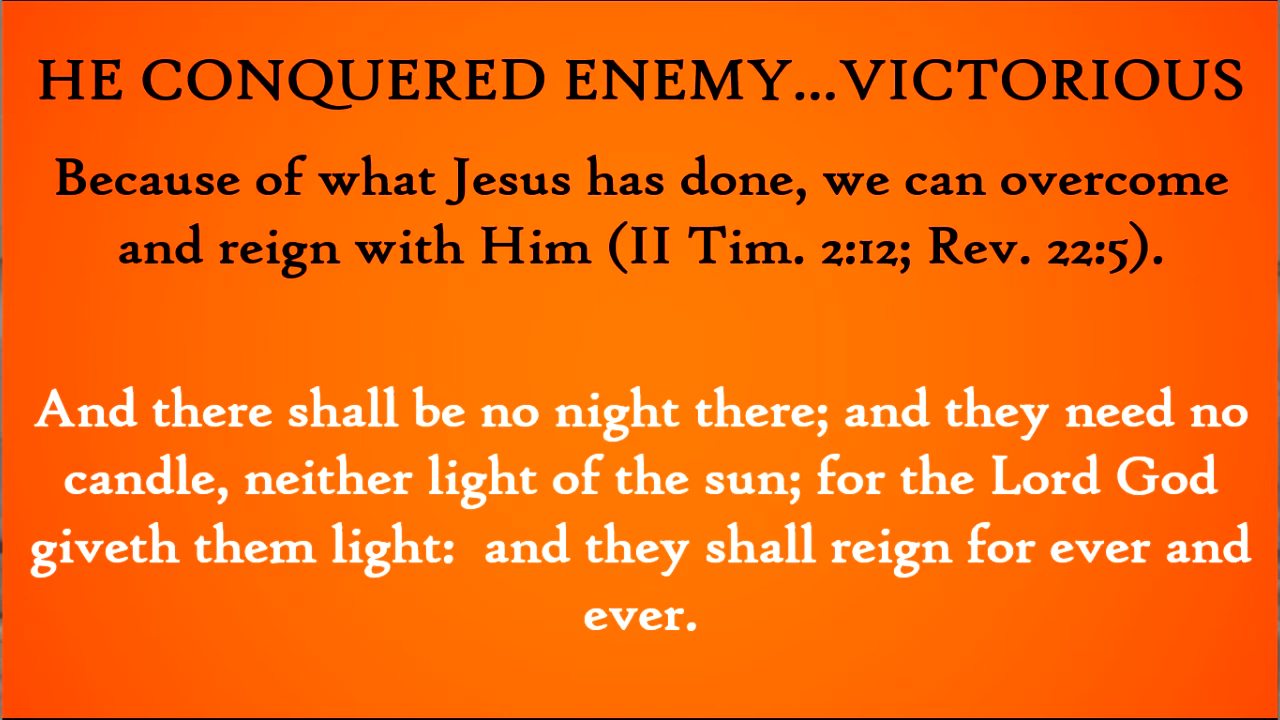 HE CONQUERED ENEMY...VICTORIOUS
Because of what Jesus has done, we can overcome
and reign with Him (II Tim. 2:12; Rev. 22:5).
And there shall be no night there; and they need no
candle, neither light of the sun; for the Lord God
giveth them light:  and they shall reign for ever and
ever.